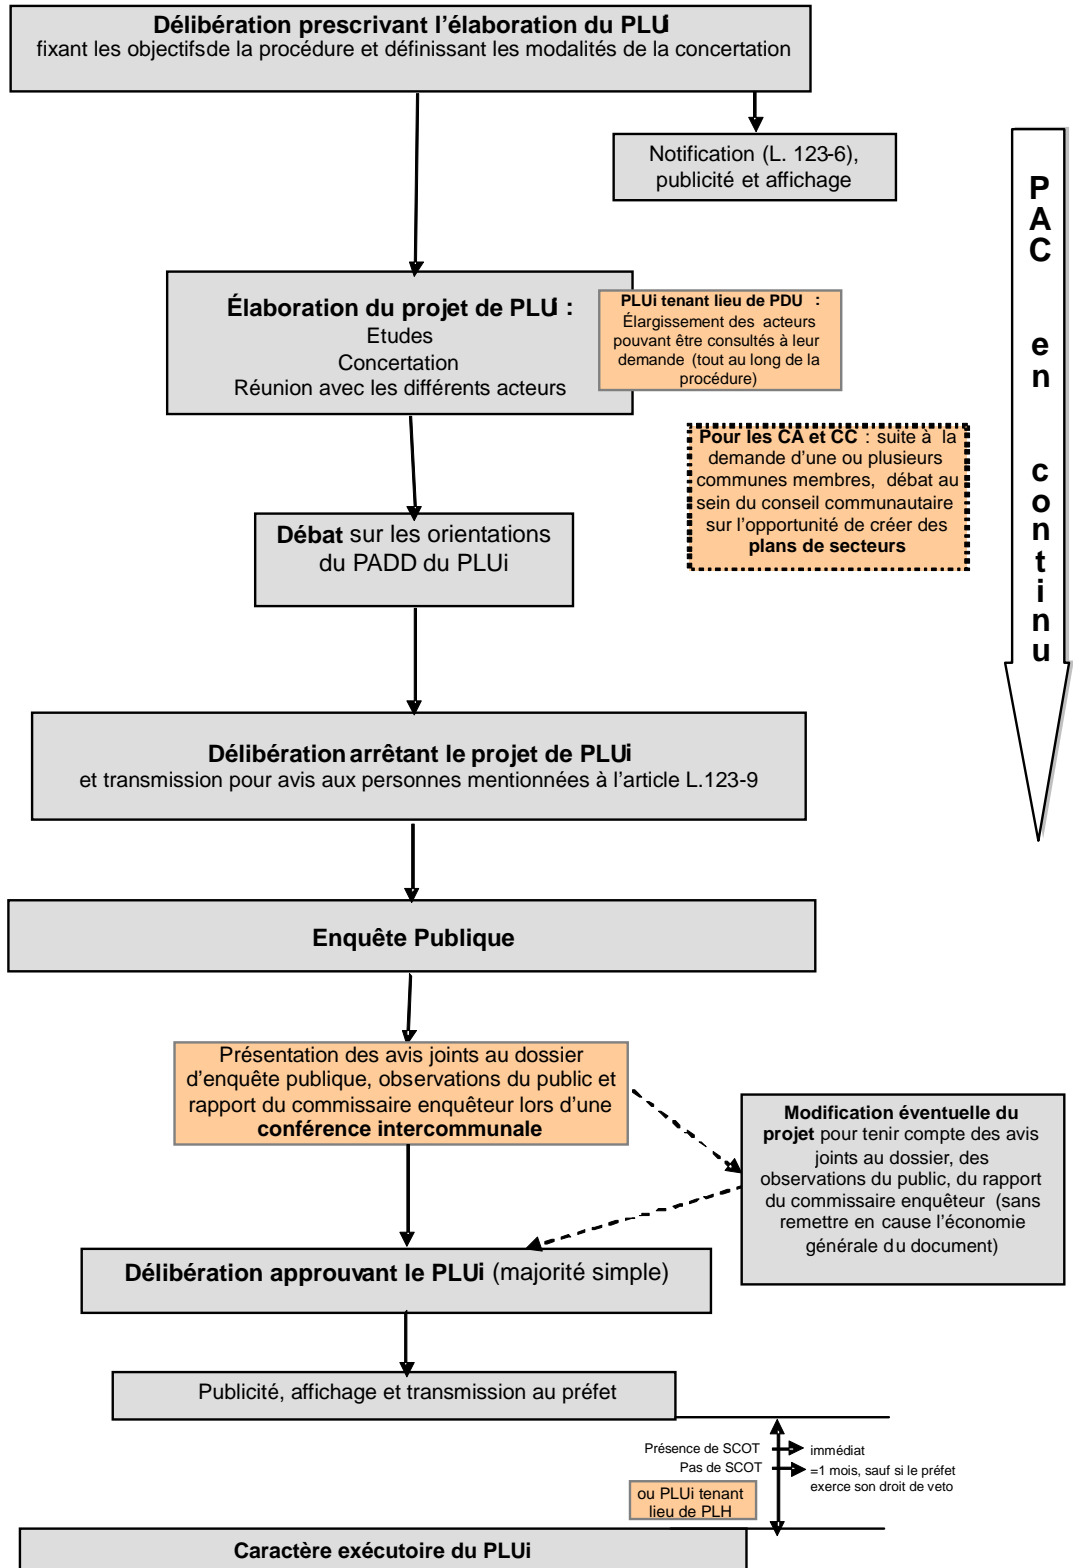 Délibération prescrivant l'élaboration du PLUi
fixant les objectifs de la procédure et définissant les modalités de la concertation
Notification (L. 123-6),
publicité et affichage
PAC en continu
Élaboration du projet de PLUi :
Etudes
Concertation
Réunion avec les différents acteurs
PLUi tenant lieu de PDU :
Élargissement des acteurs
pouvant être consultés à leur
demande (tout au long de la
procédure)
Pour les CA et CC : suite à la
demande d'une ou plusieurs
communes membres, débat au
sein du conseil communautaire
sur l'opportunité de créer des
plans de secteurs
Débat sur les orientations
du PADD du PLUi
Délibération arrêtant le projet de PLUi
et transmission pour avis aux personnes mentionnées à l'article L.123-9
Enquête Publique
Présentation des avis joints au dossier
d'enquête publique, observations du public et
rapport du commissaire enquêteur lors d'une
conférence intercommunale
Modification éventuelle du
projet pour tenir compte des avis
joints au dossier, des
observations du public, du rapport
du commissaire enquêteur (sans
remettre en cause l'économie
générale du document)
Délibération approuvant le PLUi (majorité simple)
Publicité, affichage et transmission au préfet
Présence de SCOT immédiat
Pas de SCOT =1 mois, sauf si le préfet
exerce son droit de veto
ou PLUi tenant
lieu de PLH
Caractère exécutoire du PLUi